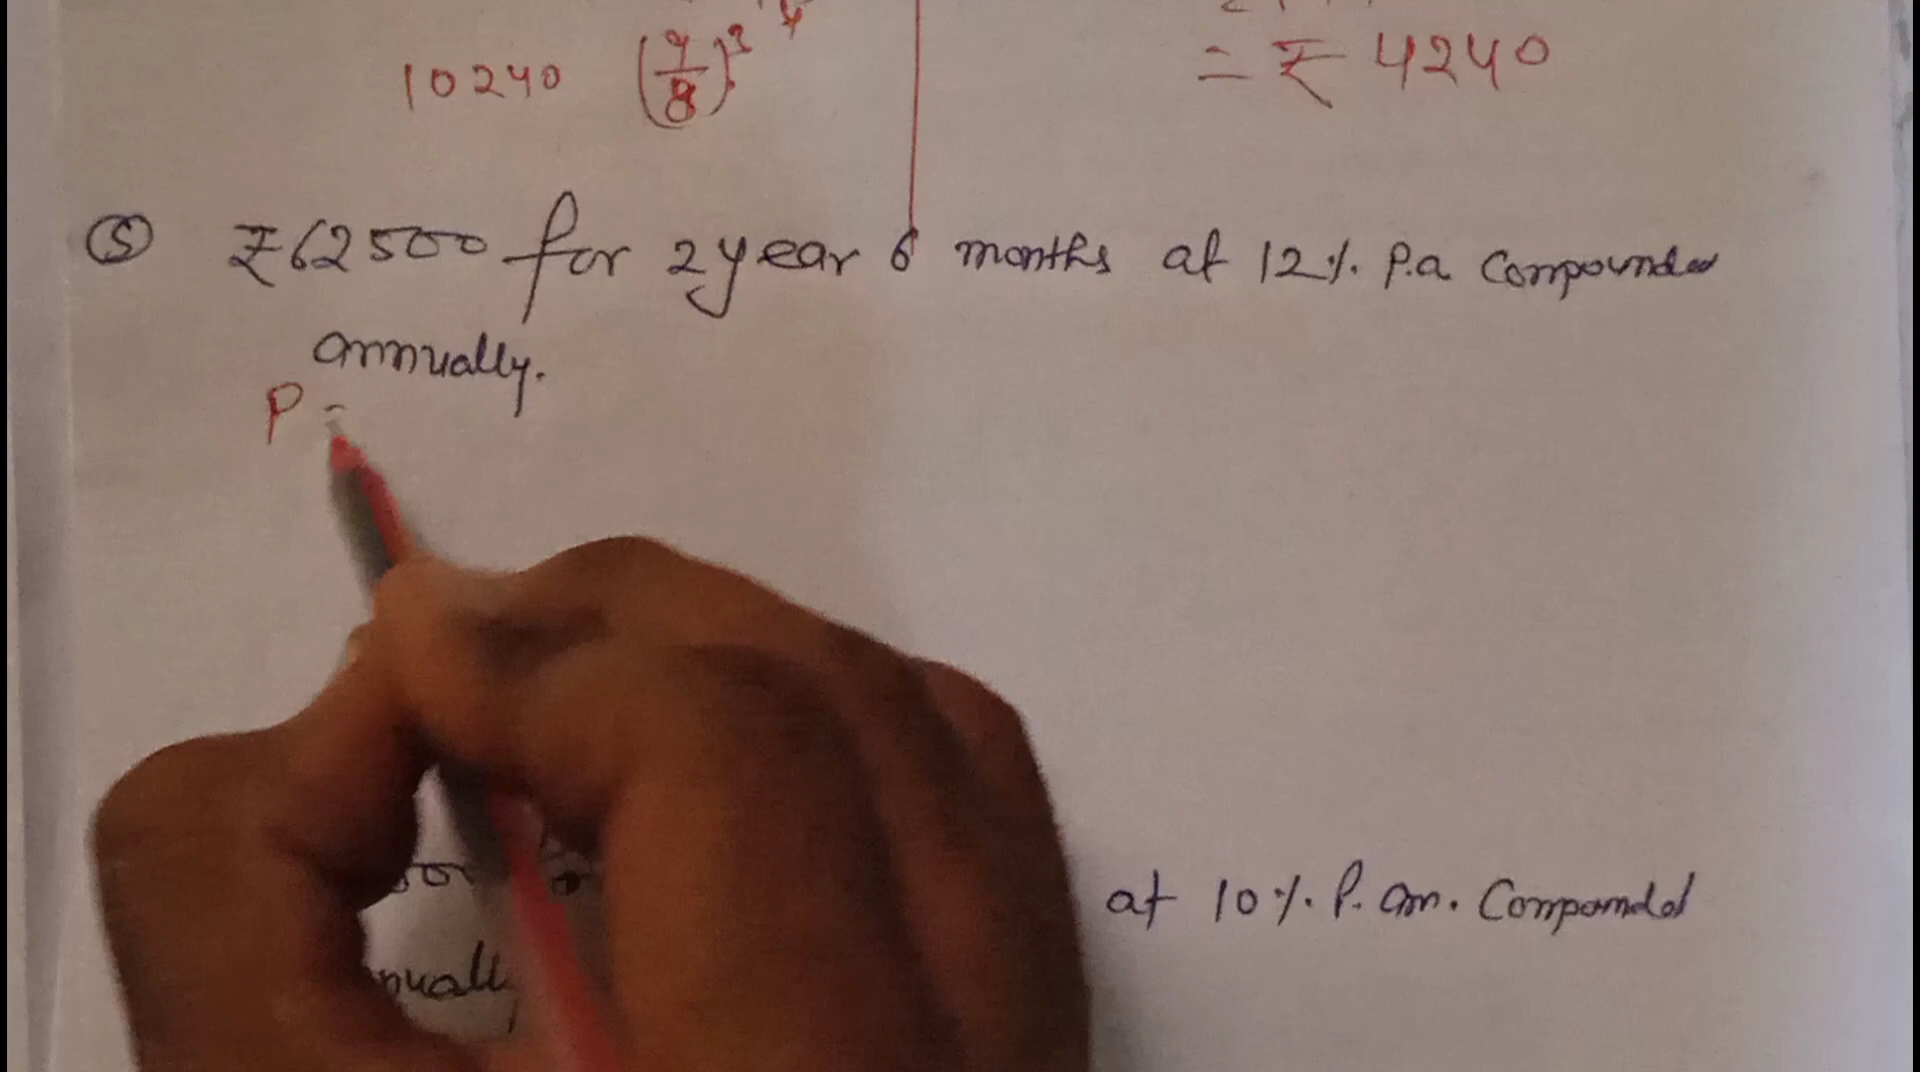 10240 (7/8)³
= ₹ 4240
⑤ ₹62500 for 2 year 6 months at 12% P.a Compounded
annually.
P =
at 10% P. an. Compounded